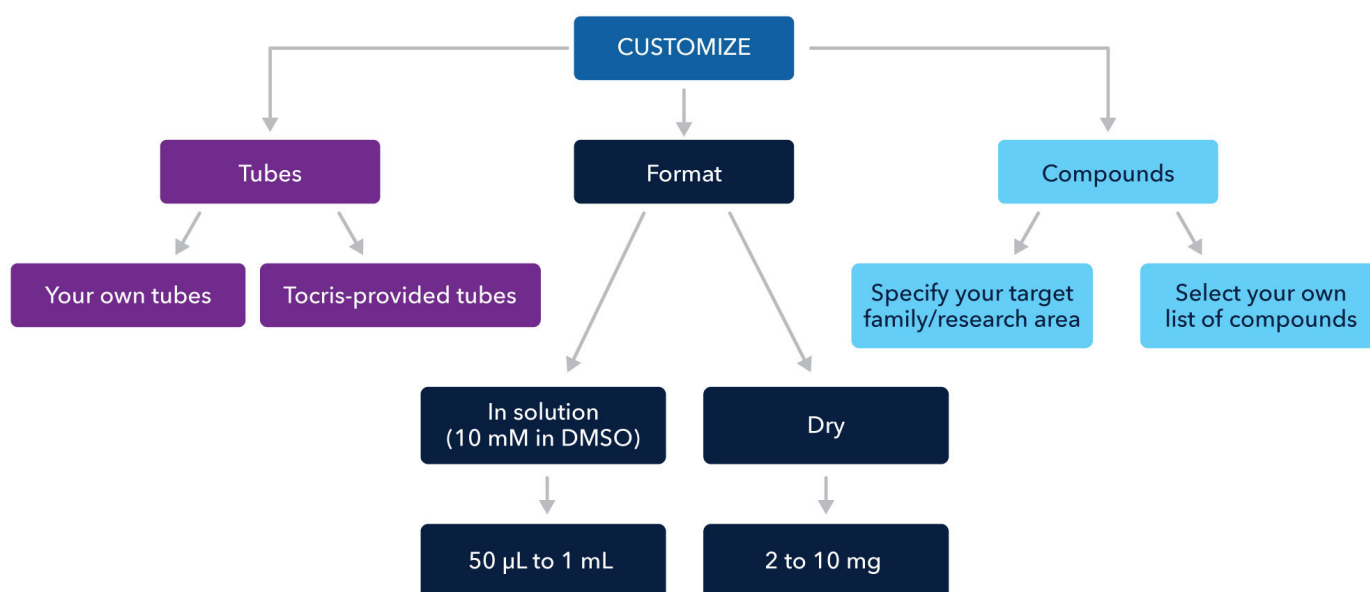 CUSTOMIZE
Tubes
Format
Compounds
Your own tubes
Tocris-provided tubes
Specify your target
family/research area
Select your own
list of compounds
In solution
(10 mM in DMSO)
Dry
50 µL to 1 mL
2 to 10 mg